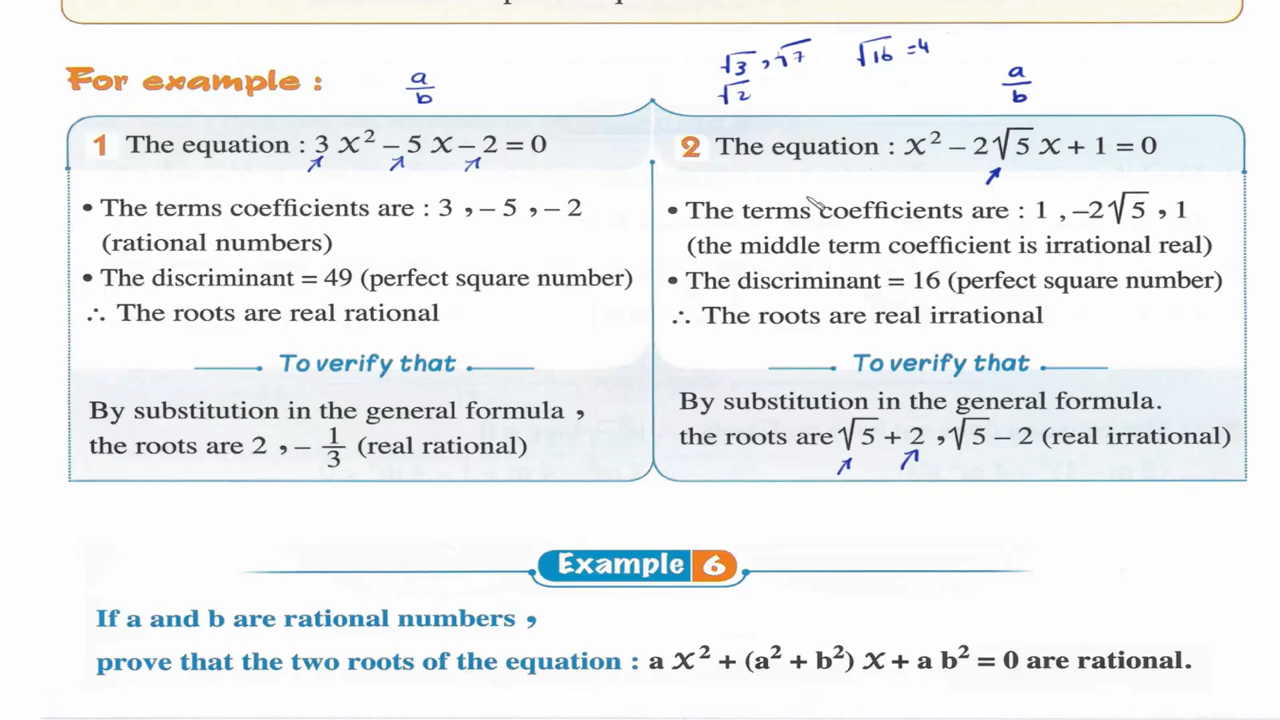 For example :
a/b
√3 , √7 √16 = 4
√2
a/b
1 The equation : 3 x² – 5 x – 2 = 0
• The terms coefficients are : 3 , – 5 , – 2
(rational numbers)
• The discriminant = 49 (perfect square number)
∴ The roots are real rational
To verify that
By substitution in the general formula ,
the roots are 2 , – 1/3 (real rational)
2 The equation : x² – 2√5 x + 1 = 0
• The terms coefficients are : 1 , –2√5 , 1
(the middle term coefficient is irrational real)
• The discriminant = 16 (perfect square number)
∴ The roots are real irrational
To verify that
By substitution in the general formula.
the roots are √5 + 2 , √5 – 2 (real irrational)
Example 6
If a and b are rational numbers ,
prove that the two roots of the equation : a x² + (a² + b²) x + a b² = 0 are rational.